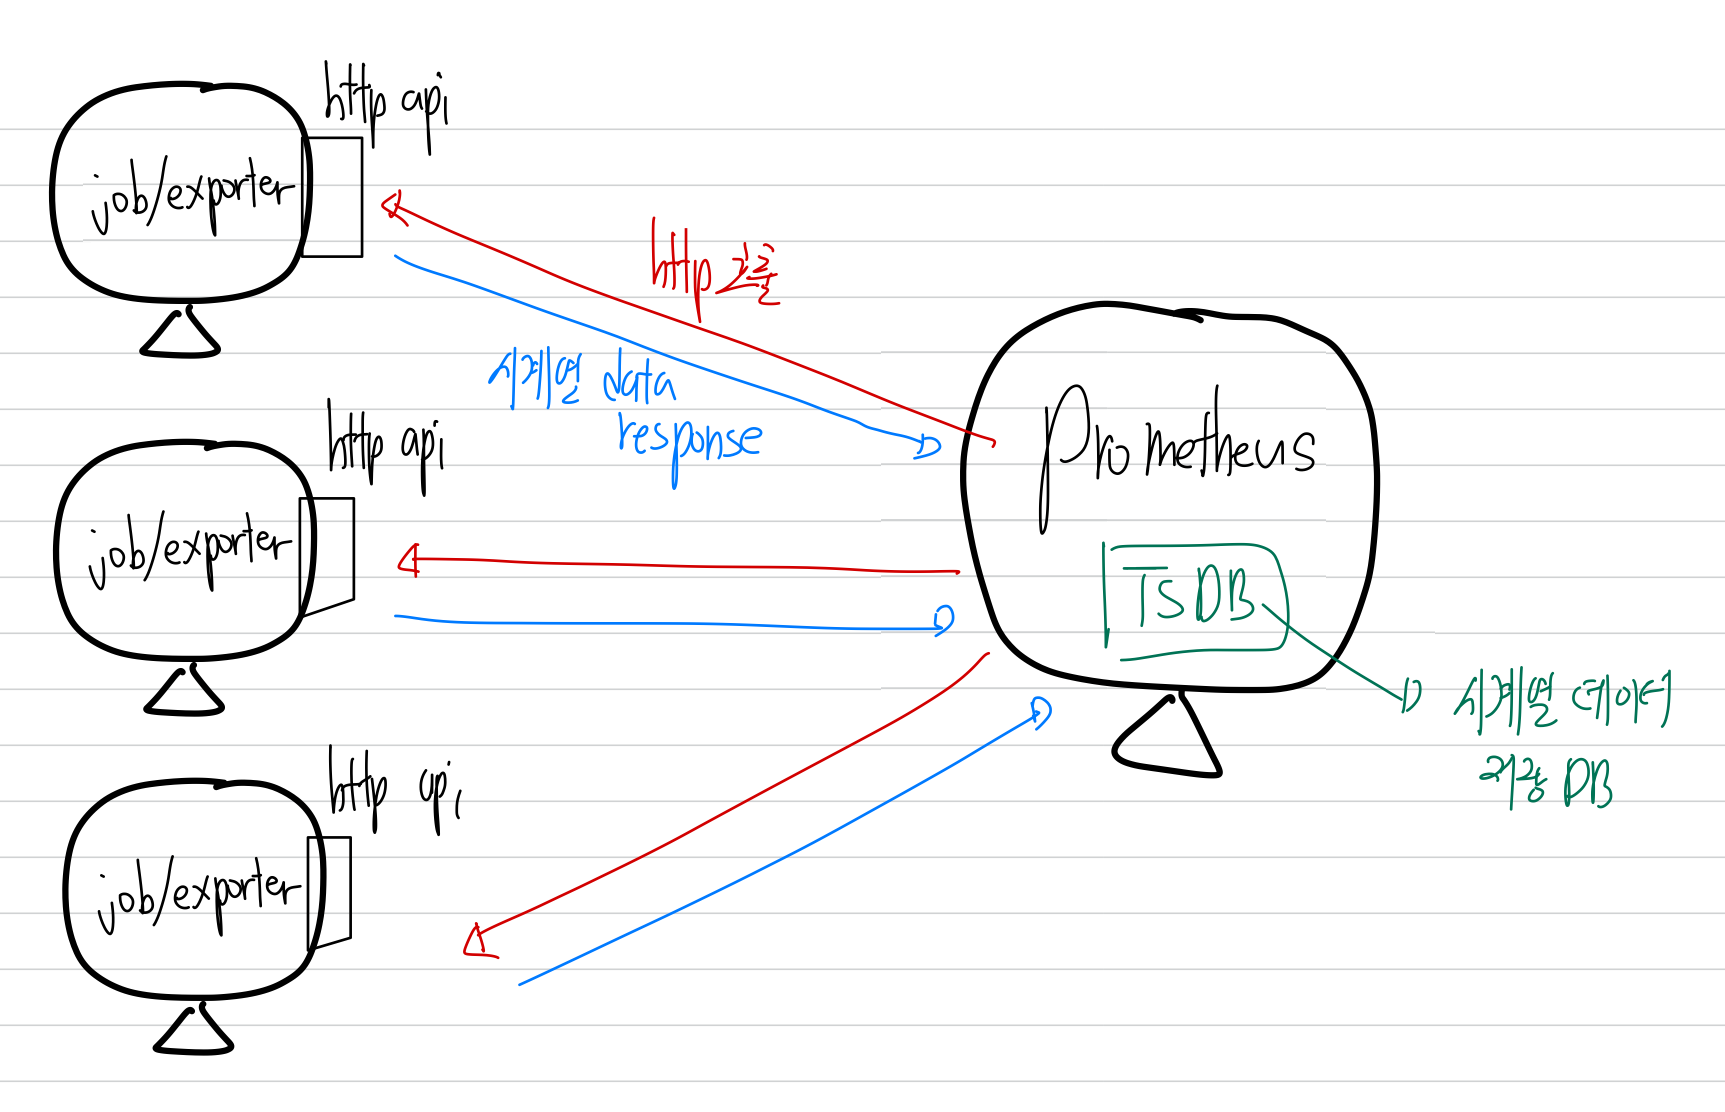 http api
job/exporter
http 호출
시계열 data
response
http api
job/exporter
Prometheus
TSDB
시계열 데이터
저장 DB
http api
job/exporter